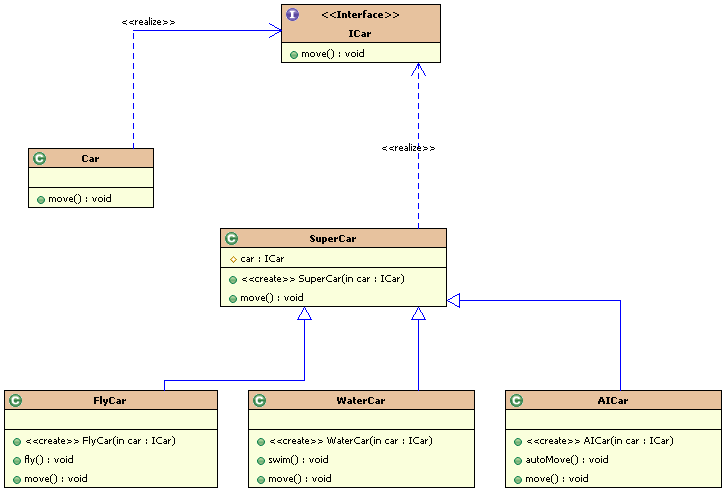 <<Interface>>
ICar
move() : void
<<realize>>
<<realize>>
Car
move() : void
SuperCar
car : ICar
<<create>> SuperCar(in car : ICar)
move() : void
FlyCar
<<create>> FlyCar(in car : ICar)
fly() : void
move() : void
WaterCar
<<create>> WaterCar(in car : ICar)
swim() : void
move() : void
AICar
<<create>> AICar(in car : ICar)
autoMove() : void
move() : void